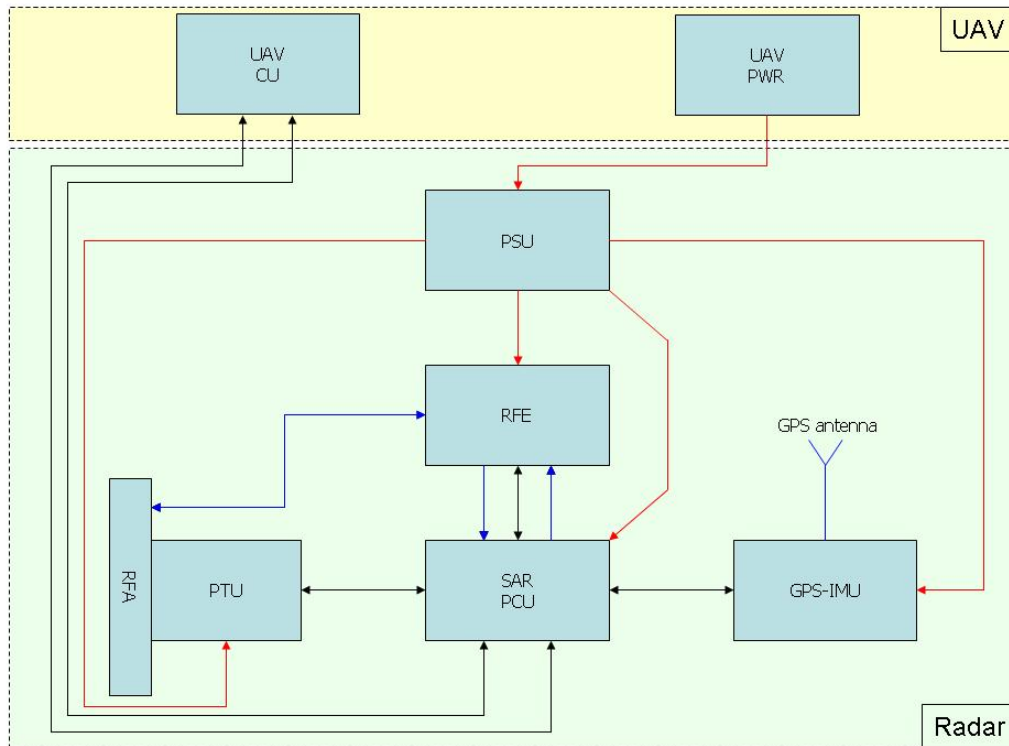 UAV
UAV
CU
UAV
PWR
PSU
RFE
GPS antenna
RFA
PTU
SAR
PCU
GPS-IMU
Radar